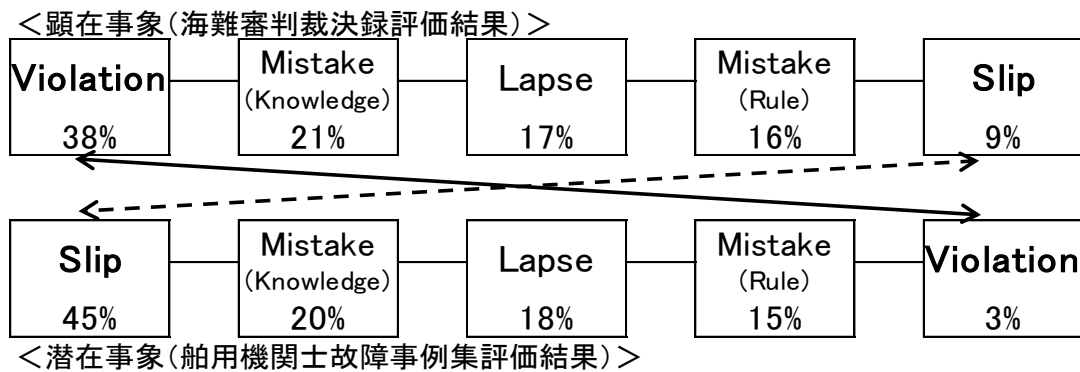 ＜顕在事象(海難審判裁決録評価結果)＞
Violation
38%
Mistake
(Knowledge)
21%
Lapse
17%
Mistake
(Rule)
16%
Slip
9%
Slip
45%
Mistake
(Knowledge)
20%
Lapse
18%
Mistake
(Rule)
15%
Violation
3%
＜潜在事象(舶用機関士故障事例集評価結果)＞